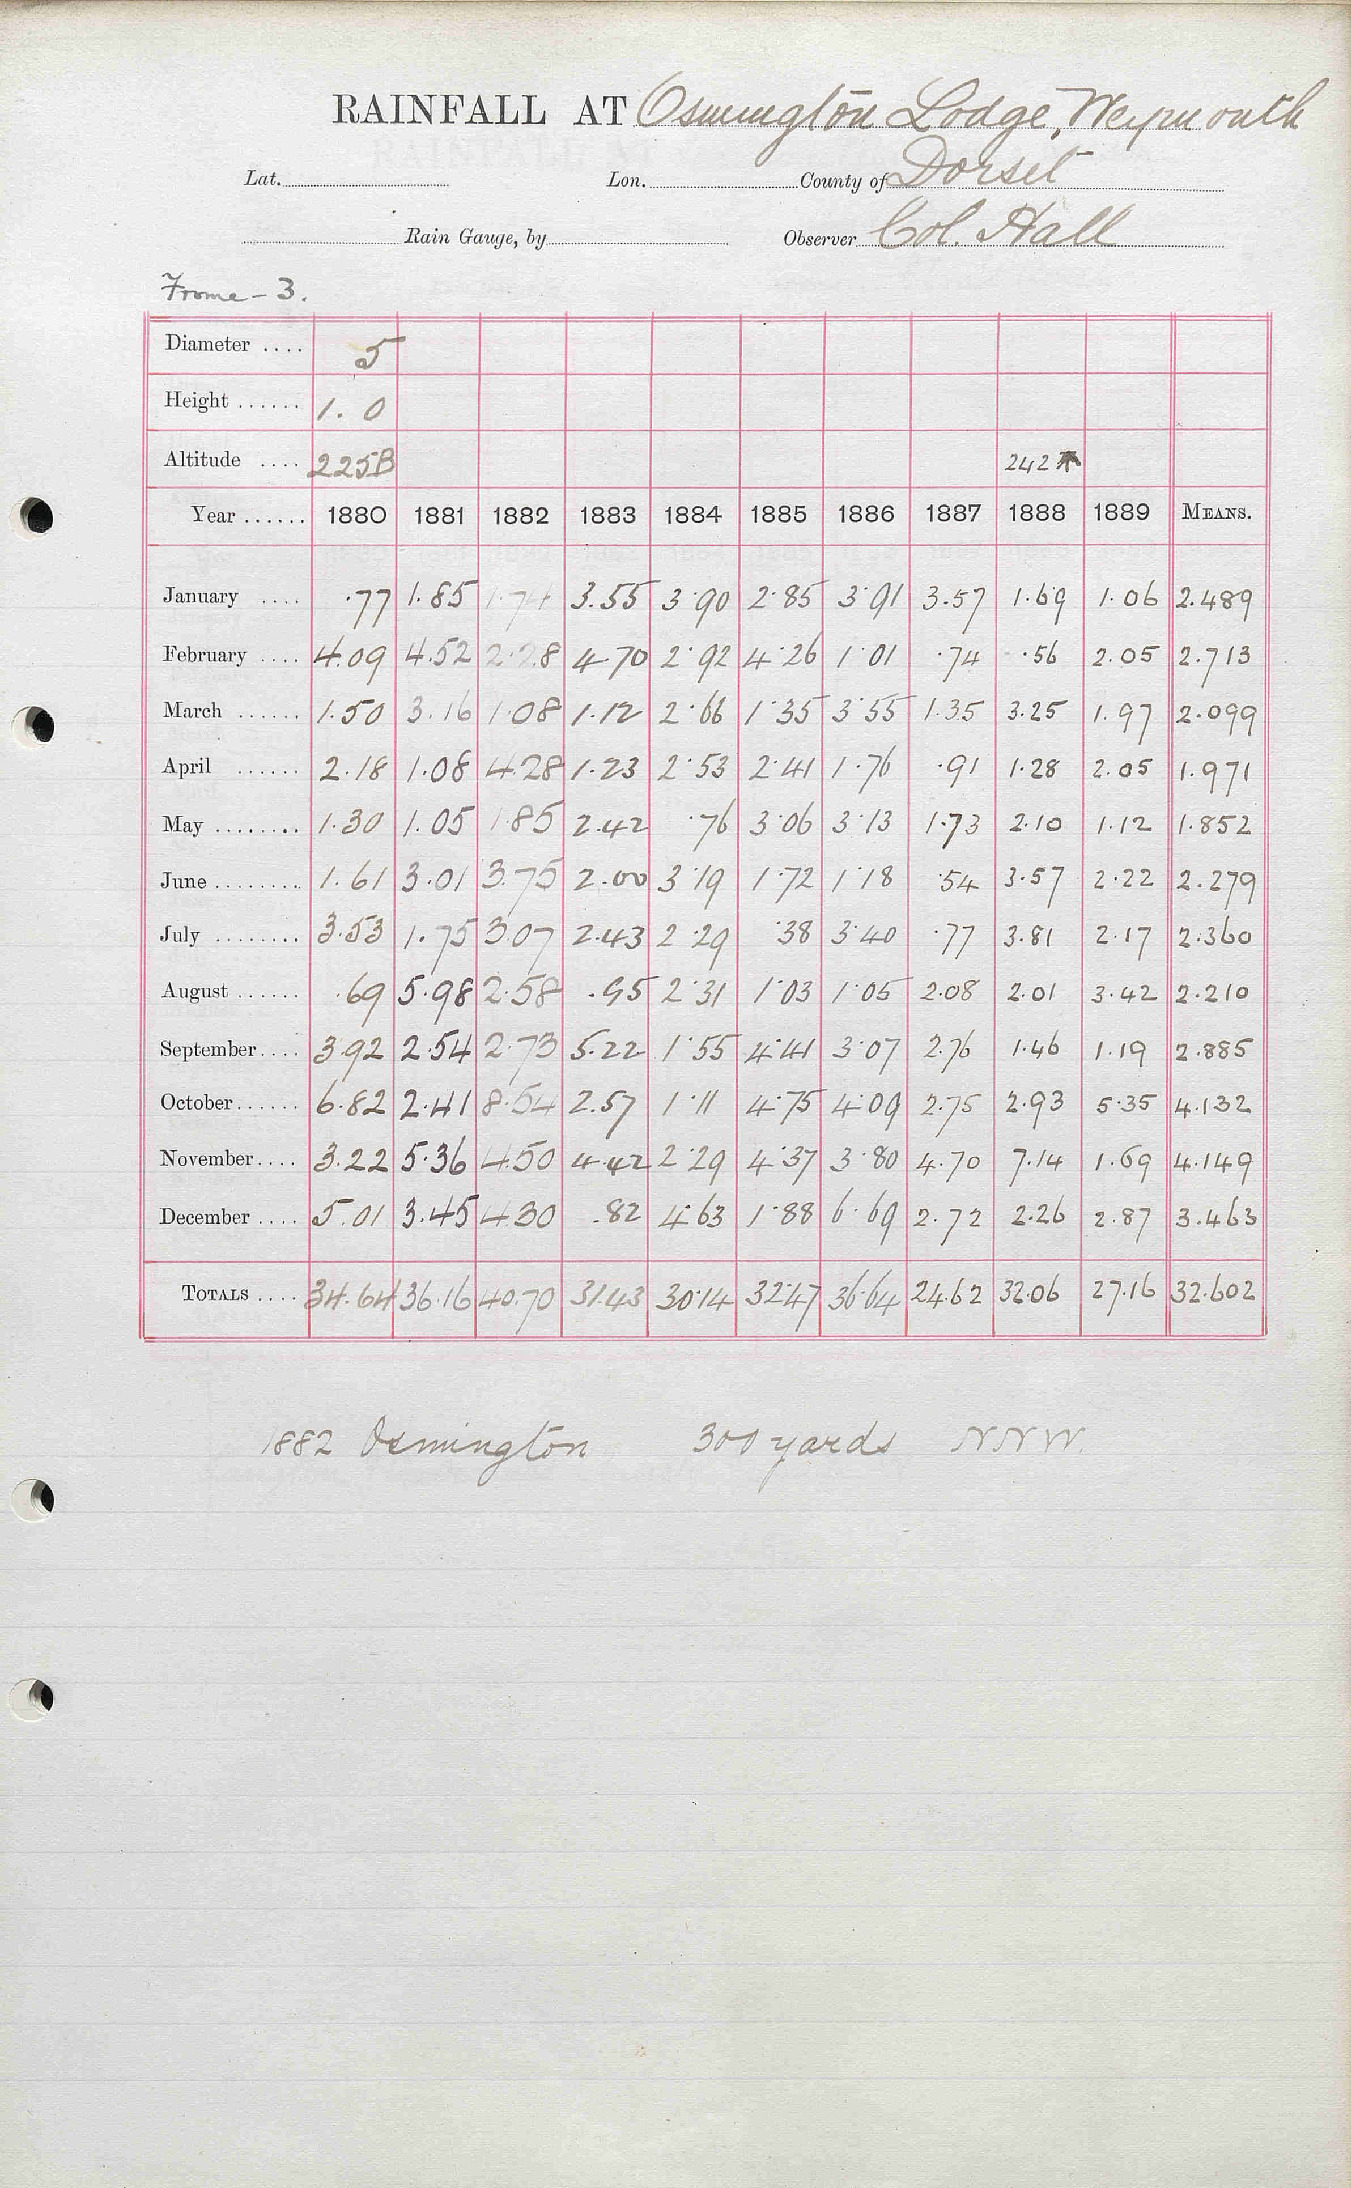 RAINFALL AT Osmington Lodge, Weymouth
Lat. Lon. County of Dorset
Rain Gauge, by Observer Col. Hall
Frome - 3.
Diameter .... 5
Height ...... 1. 0
Altitude .... 225B 242 ↑
Year ...... 1880 1881 1882 1883 1884 1885 1886 1887 1888 1889 MEANS.
January .... .77 1.85 1.74 3.55 3.90 2.85 3.91 3.57 1.69 1.06 2.489
February .... 4.09 4.52 2.28 4.70 2.92 4.26 1.01 .74 .56 2.05 2.713
March ...... 1.50 3.16 1.08 1.12 2.66 1.35 3.55 1.35 3.25 1.97 2.099
April ...... 2.18 1.08 4.28 1.23 2.53 2.41 1.76 .91 1.28 2.05 1.971
May ........ 1.30 1.05 1.85 2.42 .76 3.06 3.13 1.73 2.10 1.12 1.852
June ........ 1.61 3.01 3.75 2.00 3.19 1.72 1.18 .54 3.57 2.22 2.279
July ........ 3.53 1.75 3.07 2.43 2.29 .38 3.40 .77 3.81 2.17 2.360
August ...... .69 5.98 2.58 .95 2.31 1.03 1.05 2.08 2.01 3.42 2.210
September .... 3.92 2.54 2.73 5.22 1.55 4.41 3.07 2.76 1.46 1.19 2.885
October ...... 6.82 2.41 8.54 2.57 1.11 4.75 4.09 2.75 2.93 5.35 4.132
November .... 3.22 5.36 4.50 4.42 2.29 4.37 3.80 4.70 7.14 1.69 4.149
December .... 5.01 3.45 4.30 .82 4.63 1.88 6.69 2.72 2.26 2.87 3.463
TOTALS .... 34.64 36.16 40.70 31.43 30.14 32.47 36.64 24.62 32.06 27.16 32.602
1882 Osmington 300 yards N N W.